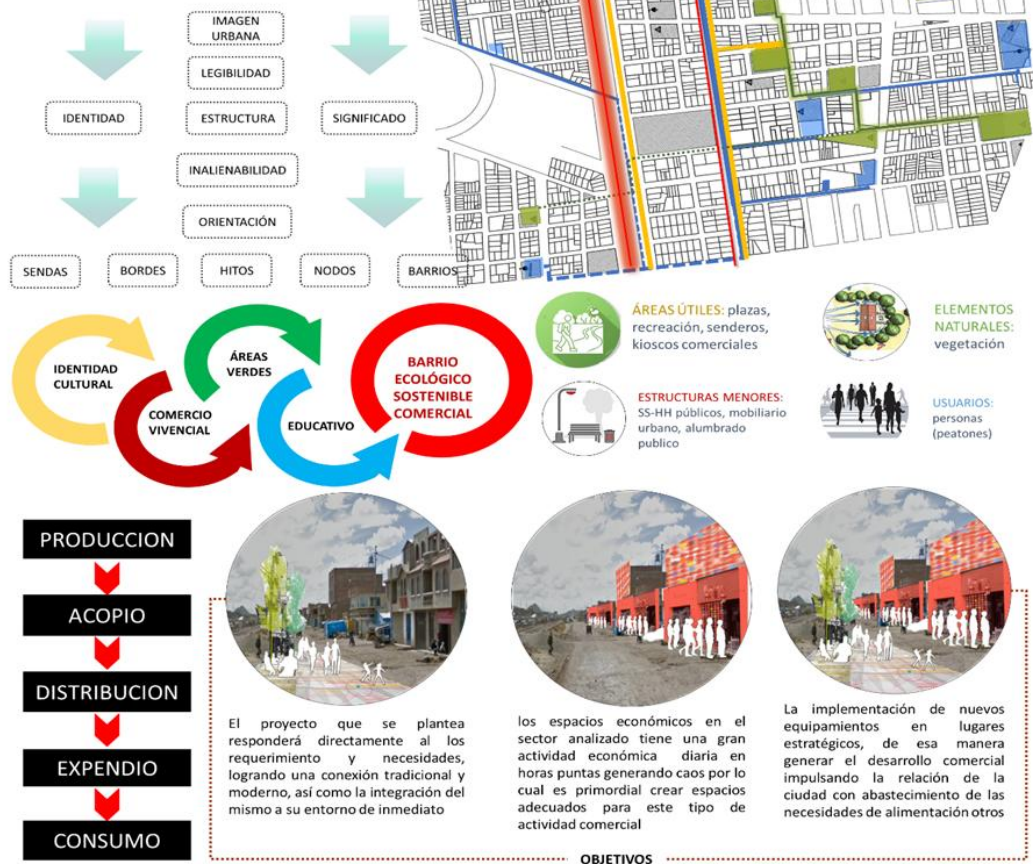 IMAGEN
URBANA
LEGIBILIDAD
IDENTIDAD
ESTRUCTURA
SIGNIFICADO
INALIENABILIDAD
ORIENTACIÓN
SENDAS
BORDES
HITOS
NODOS
BARRIOS
IDENTIDAD
CULTURAL
COMERCIO
VIVENCIAL
ÁREAS
VERDES
EDUCATIVO
BARRIO
ECOLÓGICO
SOSTENIBLE
COMERCIAL
ÁREAS ÚTILES: plazas,
recreación, senderos,
kioscos comerciales
ELEMENTOS
NATURALES:
vegetación
ESTRUCTURAS MENORES:
SS-HH públicos, mobiliario
urbano, alumbrado
publico
USUARIOS:
personas
(peatones)
PRODUCCION
ACOPIO
DISTRIBUCION
EXPENDIO
CONSUMO
El proyecto que se plantea
responderá directamente al los
requerimiento y necesidades,
logrando una conexión tradicional y
moderno, así como la integración del
mismo a su entorno de inmediato
los espacios económicos en el
sector analizado tiene una gran
actividad económica diaria en
horas puntas generando caos por lo
cual es primordial crear espacios
adecuados para este tipo de
actividad comercial
La implementación de nuevos
equipamientos en lugares
estratégicos, de esa manera
generar el desarrollo comercial
impulsando la relación de la
ciudad con abastecimiento de las
necesidades de alimentación otros
OBJETIVOS